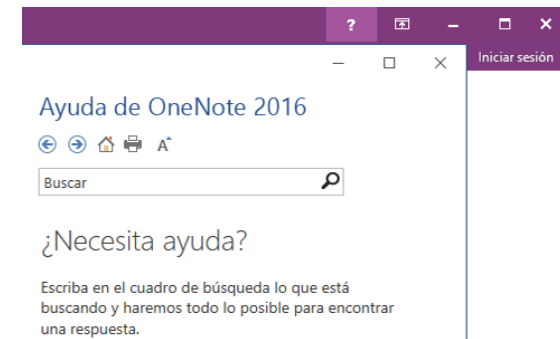 ?
Iniciar sesión
Ayuda de OneNote 2016
A
Buscar
¿Necesita ayuda?
Escriba en el cuadro de búsqueda lo que está
buscando y haremos todo lo posible para encontrar
una respuesta.